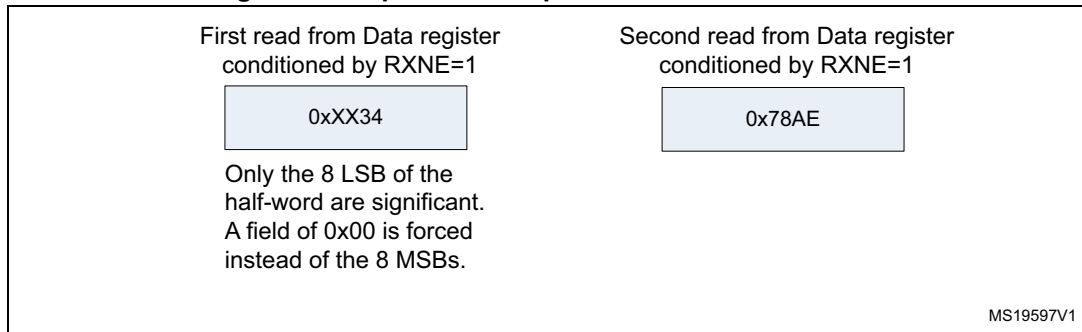 First read from Data register
conditioned by RXNE=1
0xXX34
Only the 8 LSB of the
half-word are significant.
A field of 0x00 is forced
instead of the 8 MSBs.
Second read from Data register
conditioned by RXNE=1
0x78AE
MS19597V1